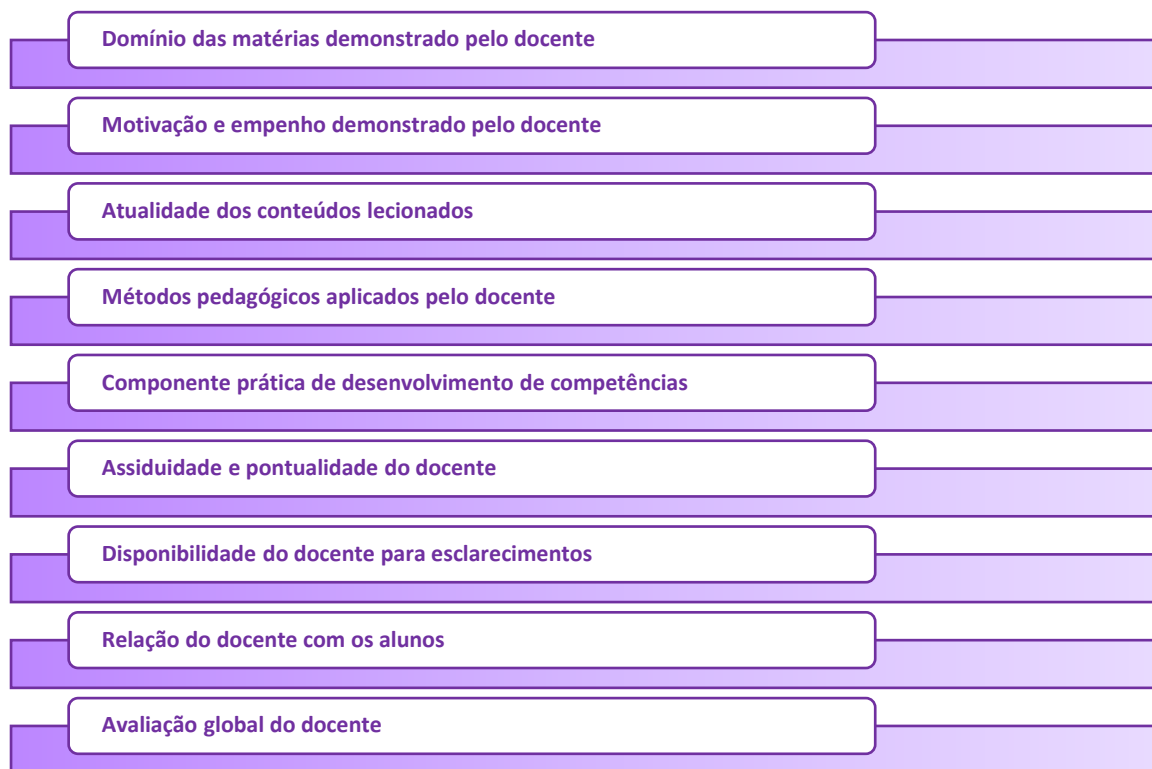 Domínio das matérias demonstrado pelo docente
Motivação e empenho demonstrado pelo docente
Atualidade dos conteúdos lecionados
Métodos pedagógicos aplicados pelo docente
Componente prática de desenvolvimento de competências
Assiduidade e pontualidade do docente
Disponibilidade do docente para esclarecimentos
Relação do docente com os alunos
Avaliação global do docente